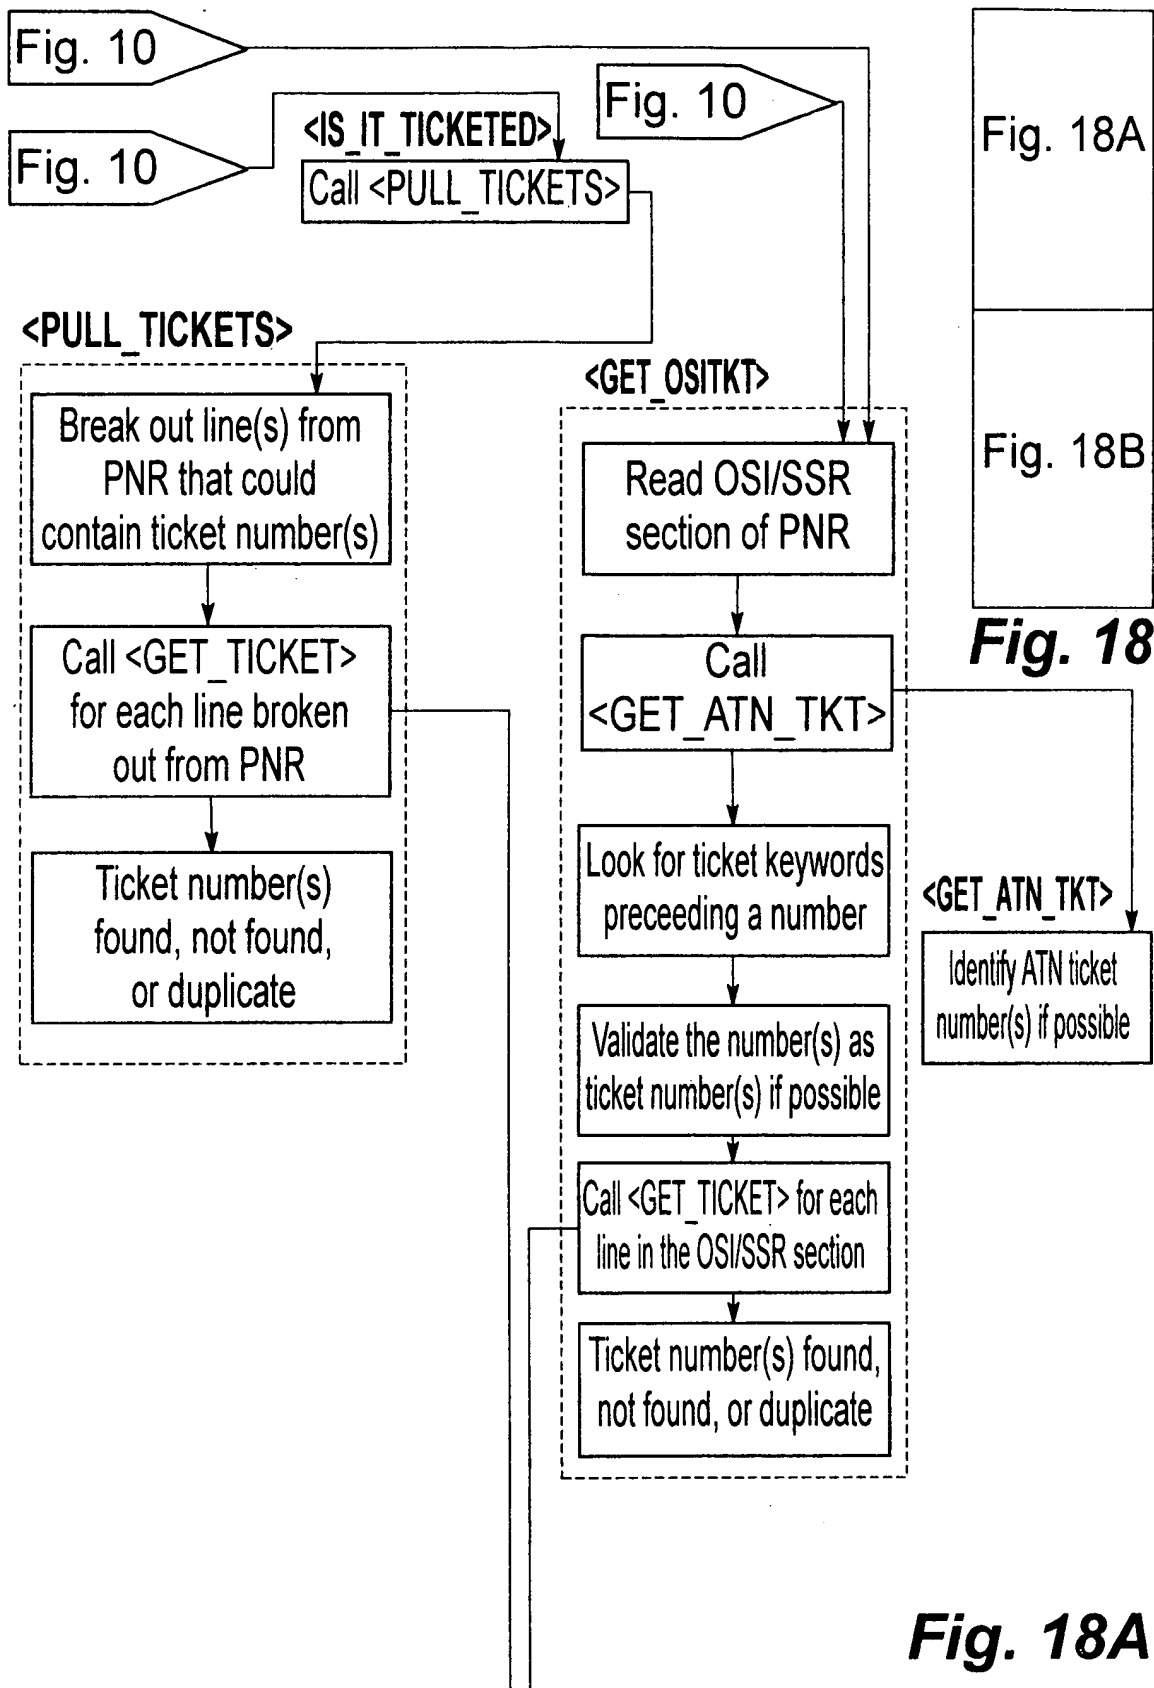 Fig. 10
Fig. 10
Fig. 10
<IS_IT_TICKETED>
Call <PULL_TICKETS>
<PULL_TICKETS>
Break out line(s) from
PNR that could
contain ticket number(s)
Call <GET_TICKET>
for each line broken
out from PNR
Ticket number(s)
found, not found,
or duplicate
<GET_OSITKT>
Read OSI/SSR
section of PNR
Call
<GET_ATN_TKT>
Look for ticket keywords
preceeding a number
Validate the number(s) as
ticket number(s) if possible
Call <GET_TICKET> for each
line in the OSI/SSR section
Ticket number(s) found,
not found, or duplicate
<GET_ATN_TKT>
Identify ATN ticket
number(s) if possible
Fig. 18A
Fig. 18B
Fig. 18
Fig. 18A